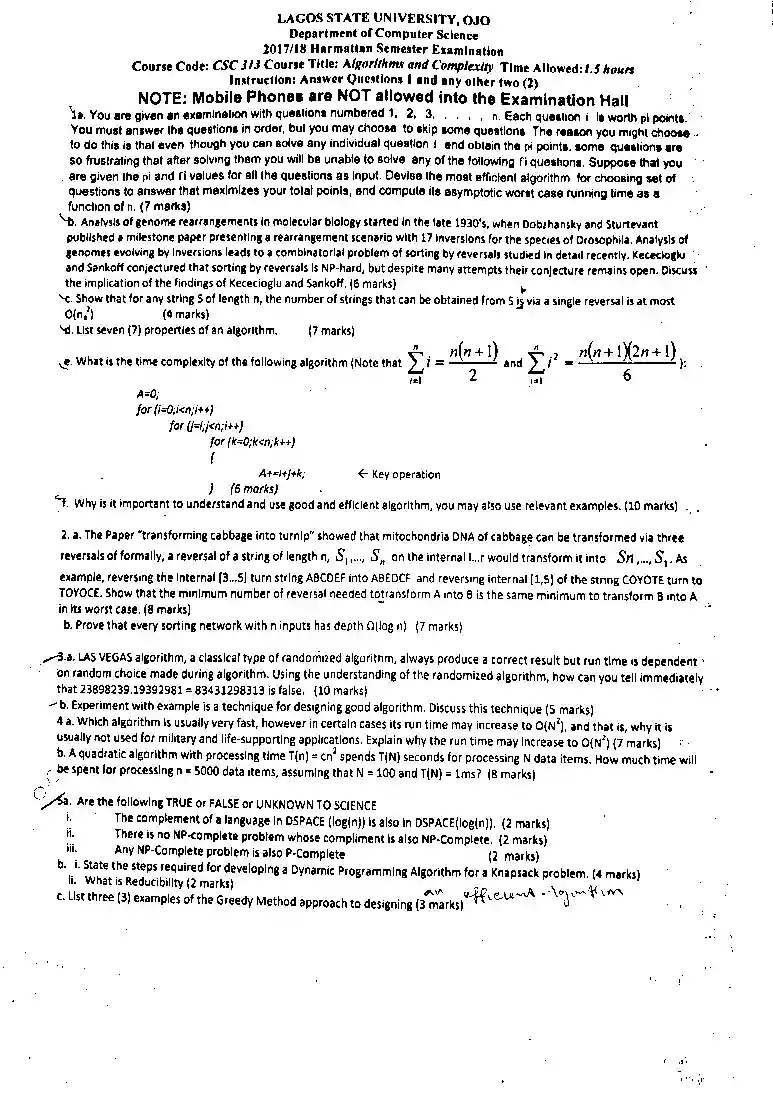 LAGOS STATE UNIVERSITY, OJO
Department of Computer Science
2017/18 Harmattan Semester Examination
Course Code: CSC 313 Course Title: Algorithms and Complexity Time Allowed: 1.5 hours
Instruction: Answer Questions 1 and any other two (2)
NOTE: Mobile Phones are NOT allowed into the Examination Hall
1a. You are given an examination with questions numbered 1, 2, 3, . . . . , n. Each question i is worth pi points.
You must answer the questions in order, but you may choose to skip some questions The reason you might choose
to do this is that even though you can solve any individual question i and obtain the pi points, some questions are
so frustrating that after solving them you will be unable to solve any of the following fi questions. Suppose that you
are given the pi and fi values for all the questions as input. Devise the most efficient algorithm for choosing set of
questions to answer that maximizes your total points, and compute its asymptotic worst case running time as a
function of n. (7 marks)
b. Analysis of genome rearrangements in molecular biology started in the late 1930's, when Dobzhansky and Sturtevant
published a milestone paper presenting a rearrangement scenario with 17 inversions for the species of Drosophila. Analysis of
genomes evolving by inversions leads to a combinatorial problem of sorting by reversals studied in detail recently. Kececioglu
and Sankoff conjectured that sorting by reversals is NP-hard, but despite many attempts their conjecture remains open. Discuss
the implication of the findings of Kececioglu and Sankoff. (6 marks)
c. Show that for any string S of length n, the number of strings that can be obtained from S is via a single reversal is at most
O(n²) (4 marks)
d. List seven (7) properties of an algorithm. (7 marks)
e. What is the time complexity of the following algorithm (Note that ∑_{i=1}^{n} i = n(n+1)/2 and ∑_{i=1}^{n} i² = n(n+1)(2n+1)/6 ):
A=0;
for (i=0;i<n;i++)
for (j=i;j<n;i++)
for (k=0;k<n;k++)
{
A+=i+j+k; ← Key operation
} (6 marks)
f. Why is it important to understand and use good and efficient algorithm, you may also use relevant examples. (10 marks)
2. a. The Paper "transforming cabbage into turnip" showed that mitochondria DNA of cabbage can be transformed via three
reversals of formally, a reversal of a string of length n, S₁,..., Sₙ on the internal I...r would transform it into Sn,..., S₁. As
example, reversing the internal [3...5] turn string ABCDEF into ABEDCF and reversing internal [1,5] of the string COYOTE turn to
TOYOCE. Show that the minimum number of reversal needed totransform A into B is the same minimum to transform B into A
in its worst case. (8 marks)
b. Prove that every sorting network with n inputs has depth Ω(log n) (7 marks)
3.a. LAS VEGAS algorithm, a classical type of randomized algorithm, always produce a correct result but run time is dependent
on random choice made during algorithm. Using the understanding of the randomized algorithm, how can you tell immediately
that 23898239.19392981 = 83431298313 is false. (10 marks)
b. Experiment with example is a technique for designing good algorithm. Discuss this technique (5 marks)
4 a. Which algorithm is usually very fast, however in certain cases its run time may increase to O(N²), and that is, why it is
usually not used for military and life-supporting applications. Explain why the run time may increase to O(N²) (7 marks)
b. A quadratic algorithm with processing time T(n) = cn² spends T(N) seconds for processing N data items. How much time will
be spent for processing n = 5000 data items, assuming that N = 100 and T(N) = 1ms? (8 marks)
5a. Are the following TRUE or FALSE or UNKNOWN TO SCIENCE
i. The complement of a language in DSPACE (log(n)) is also in DSPACE(log(n)). (2 marks)
ii. There is no NP-complete problem whose compliment is also NP-Complete. (2 marks)
iii. Any NP-Complete problem is also P-Complete (2 marks)
b. i. State the steps required for developing a Dynamic Programming Algorithm for a Knapsack problem. (4 marks)
ii. What is Reducibility (2 marks)
c. List three (3) examples of the Greedy Method approach to designing (3 marks) an efficient algorithm